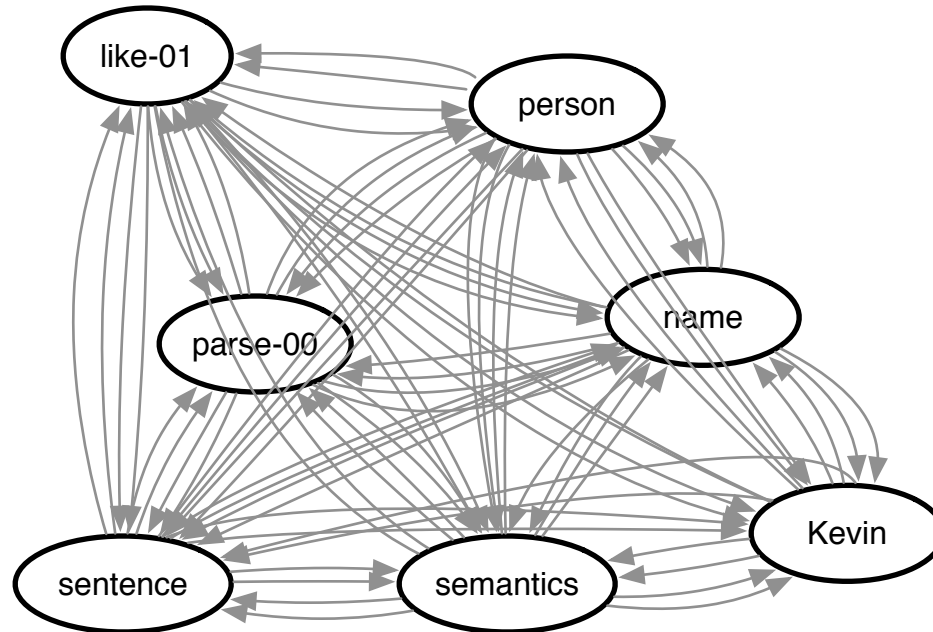 like-01
person
name
parse-00
Kevin
sentence
semantics